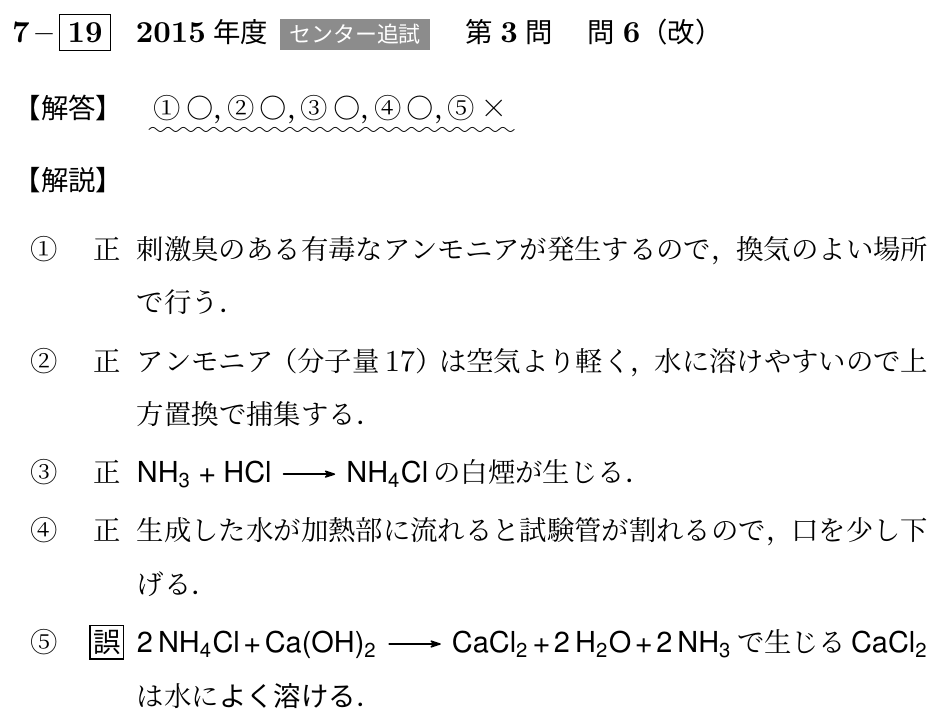 7－19 2015 年度 センター追試 第 3 問 問 6（改）
【解答】 ① ○, ② ○, ③ ○, ④ ○, ⑤ ×
【解説】
① 正 刺激臭のある有毒なアンモニアが発生するので，換気のよい場所
で行う．
② 正 アンモニア（分子量 17）は空気より軽く，水に溶けやすいので上
方置換で捕集する．
③ 正 NH₃ + HCl ⟶ NH₄Cl の白煙が生じる．
④ 正 生成した水が加熱部に流れると試験管が割れるので，口を少し下
げる．
⑤ 誤 2 NH₄Cl + Ca(OH)₂ ⟶ CaCl₂ + 2 H₂O + 2 NH₃ で生じる CaCl₂
は水によく溶ける．